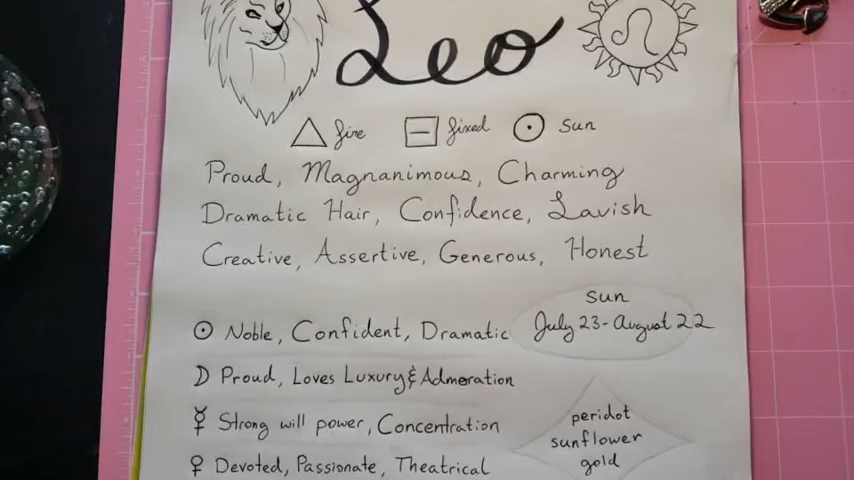 Leo
△ fire ⊟ fixed ☉ sun
Proud, Magnanimous, Charming
Dramatic Hair, Confidence, Lavish
Creative, Assertive, Generous, Honest
sun
July 23-August 22
☉ Noble, Confident, Dramatic
☽ Proud, Loves Luxury & Admoration
☿ Strong will power, Concentration
♀ Devoted, Passionate, Theatrical
peridot
sunflower
gold